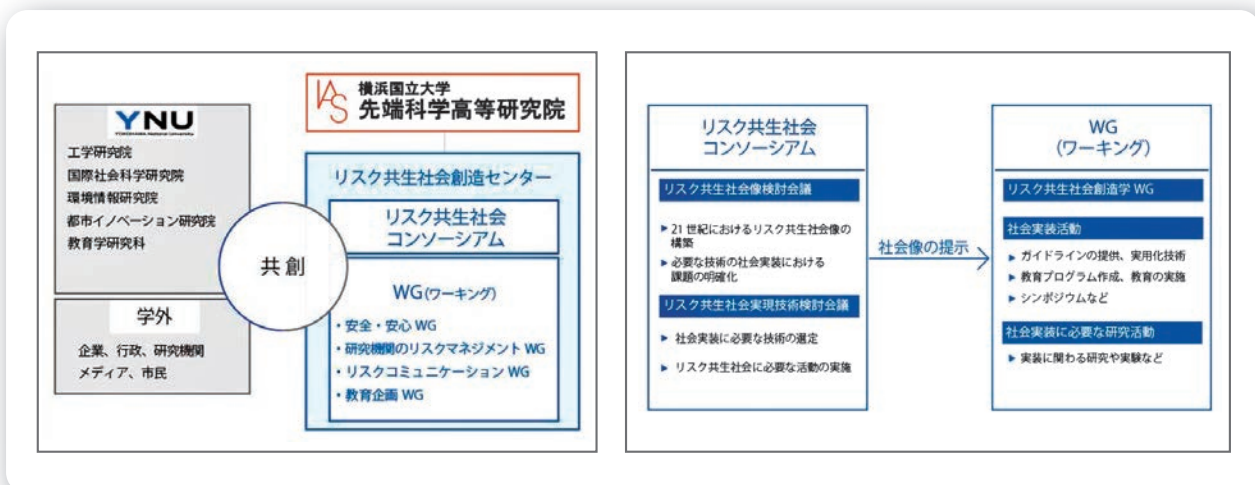 YNU
YOKOHAMA National University
工学研究院
国際社会科学研究院
環境情報研究院
都市イノベーション研究院
教育学研究科
学外
企業、行政、研究機関
メディア、市民
共創
IAS
横浜国立大学
先端科学高等研究院
リスク共生社会創造センター
リスク共生社会
コンソーシアム
WG(ワーキング)
・安全・安心 WG
・研究機関のリスクマネジメント WG
・リスクコミュニケーション WG
・教育企画 WG
リスク共生社会
コンソーシアム
リスク共生社会像検討会議
▶ 21 世紀におけるリスク共生社会像の
構築
▶ 必要な技術の社会実装における
課題の明確化
リスク共生社会実現技術検討会議
▶ 社会実装に必要な技術の選定
▶ リスク共生社会に必要な活動の実施
社会像の提示
WG
(ワーキング)
リスク共生社会創造学 WG
社会実装活動
▶ ガイドラインの提供、実用化技術
▶ 教育プログラム作成、教育の実施
▶ シンポジウムなど
社会実装に必要な研究活動
▶ 実装に関わる研究や実験など